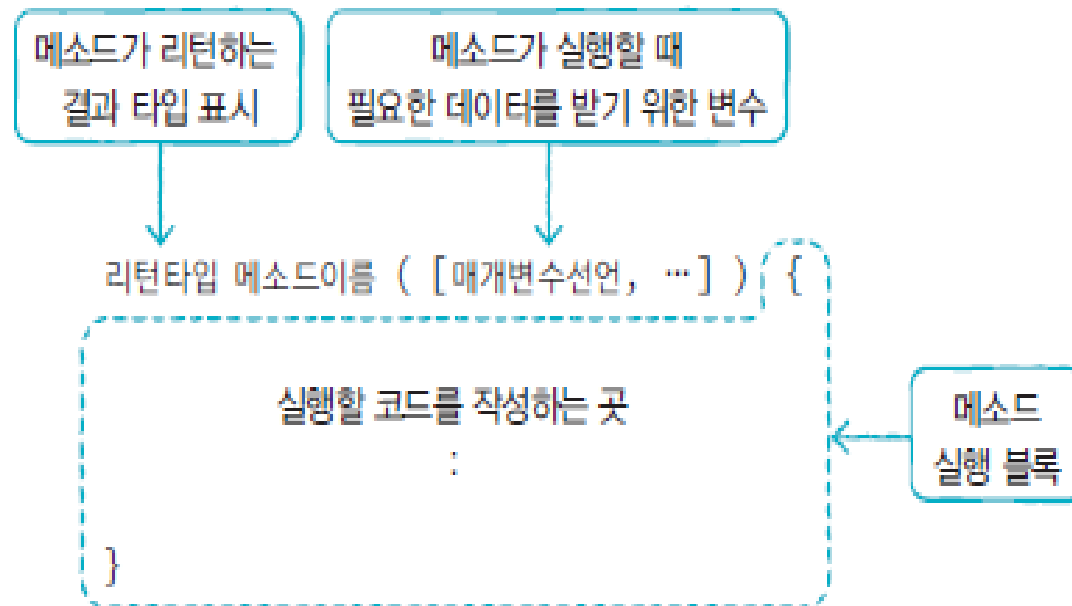 메소드가 리턴하는
결과 타입 표시
메소드가 실행할 때
필요한 데이터를 받기 위한 변수
리턴타입 메소드이름 ( [매개변수선언, …] ) {
실행할 코드를 작성하는 곳
:
메소드
실행 블록
}